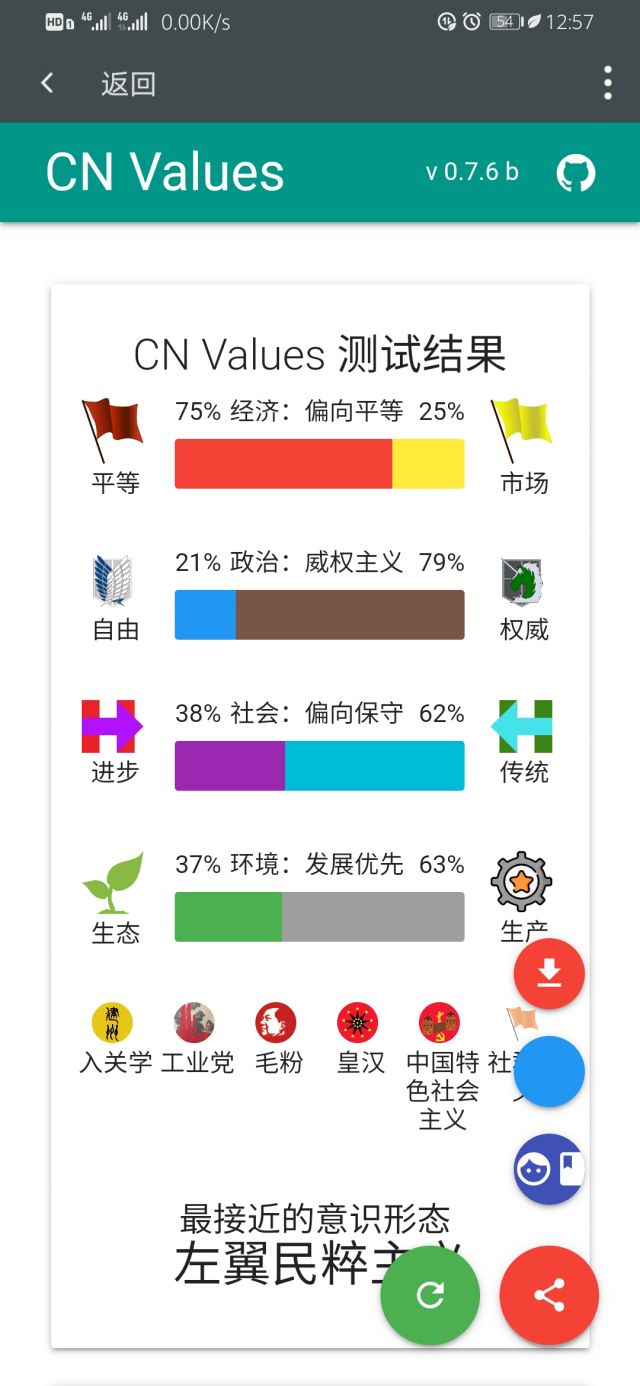 HD 1 4G 4G 0.00K/s 54 12:57
返回
CN Values v 0.7.6 b
CN Values 测试结果
75% 经济：偏向平等 25%
平等 市场
21% 政治：威权主义 79%
自由 权威
38% 社会：偏向保守 62%
进步 传统
37% 环境：发展优先 63%
生态 生产
建州
入关学 工业党 毛粉 皇汉 中国特 社
色社会
主义
最接近的意识形态
左翼民粹主义